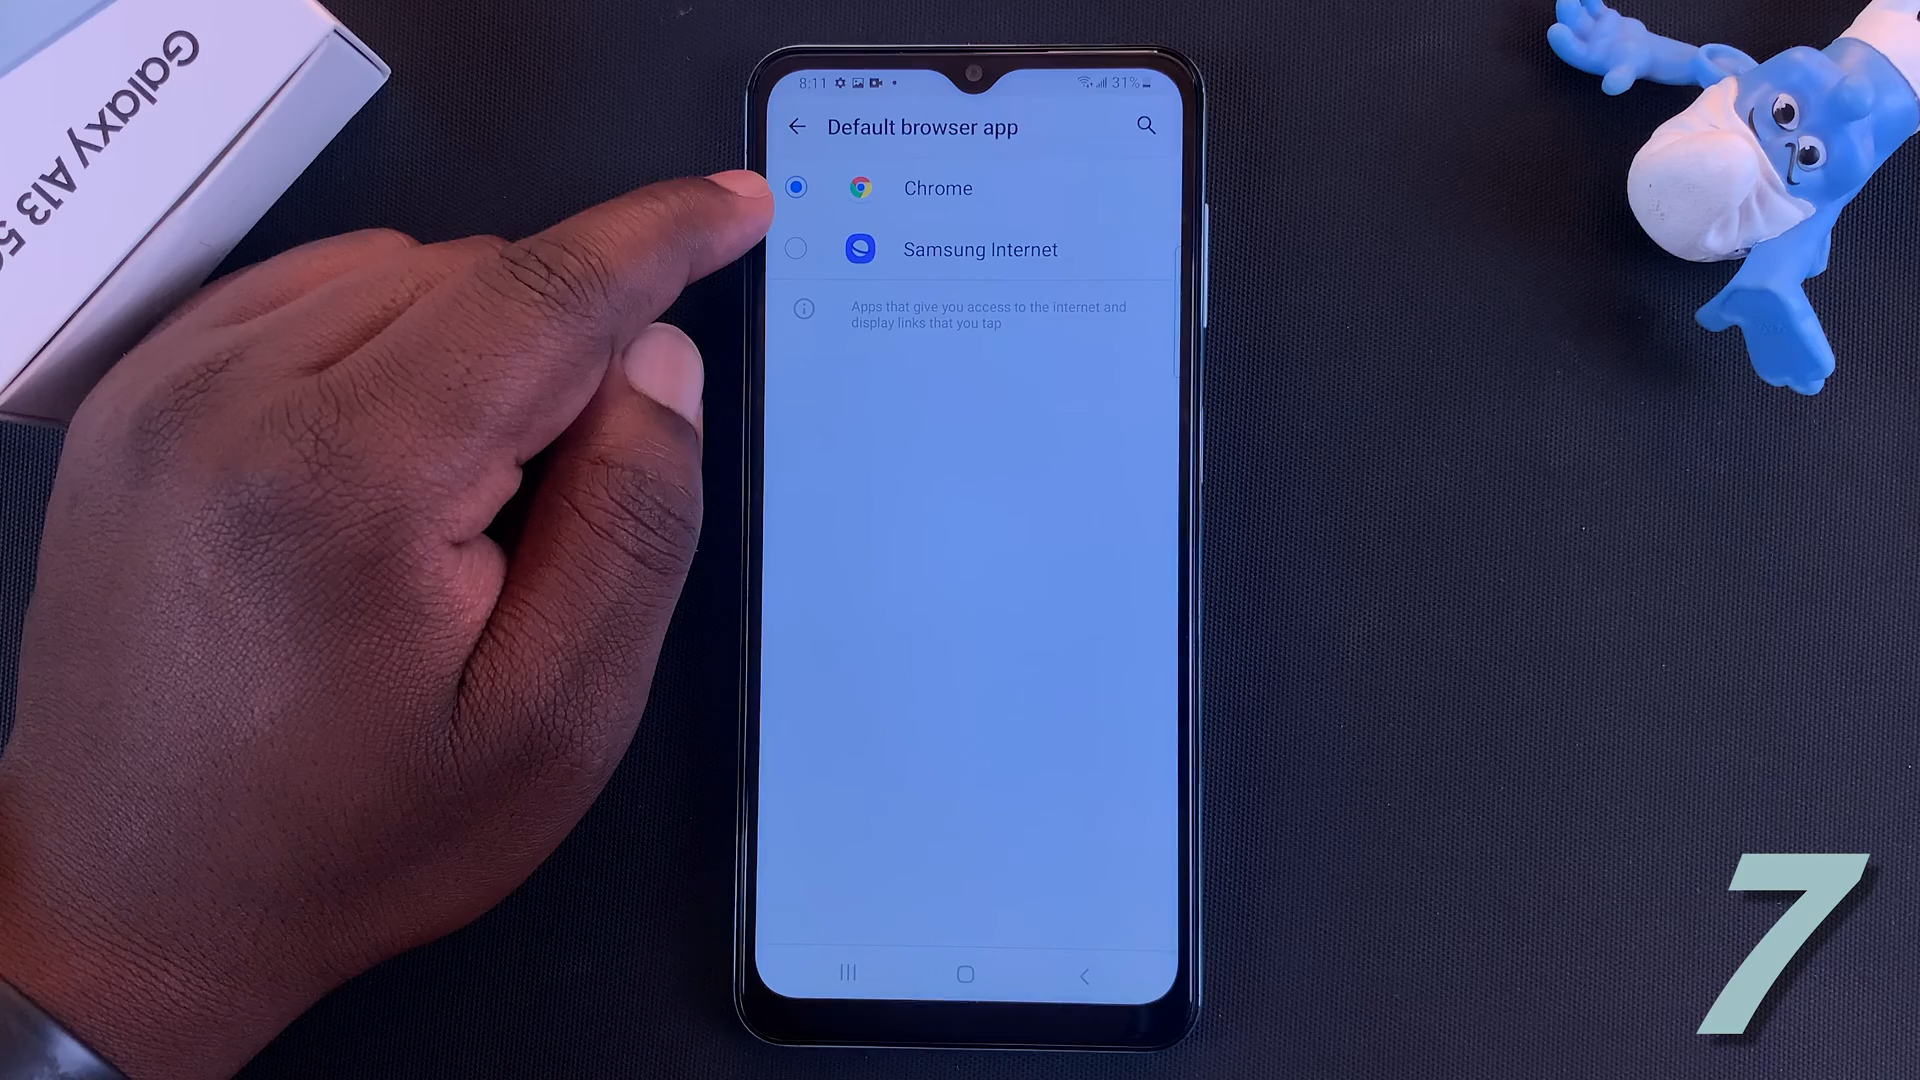 Galaxy A13 5G
8:11
31%
Default browser app
Chrome
Samsung Internet
Apps that give you access to the internet and
display links that you tap
7